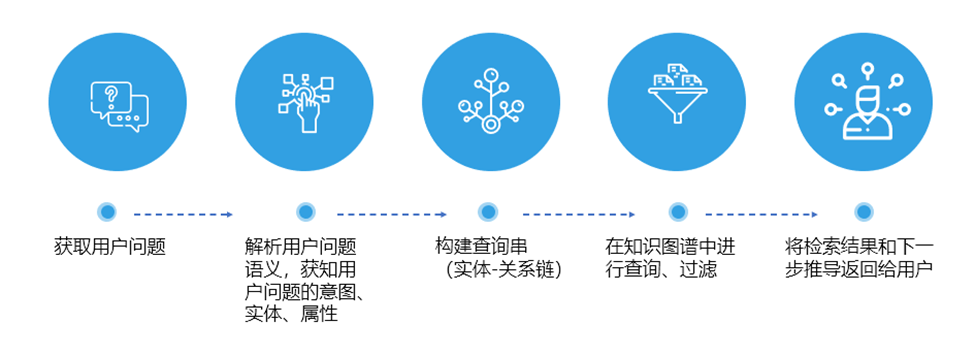 获取用户问题
解析用户问题
语义，获知用
户问题的意图、
实体、属性
构建查询串
（实体-关系链）
在知识图谱中进
行查询、过滤
将检索结果和下一
步推导返回给用户